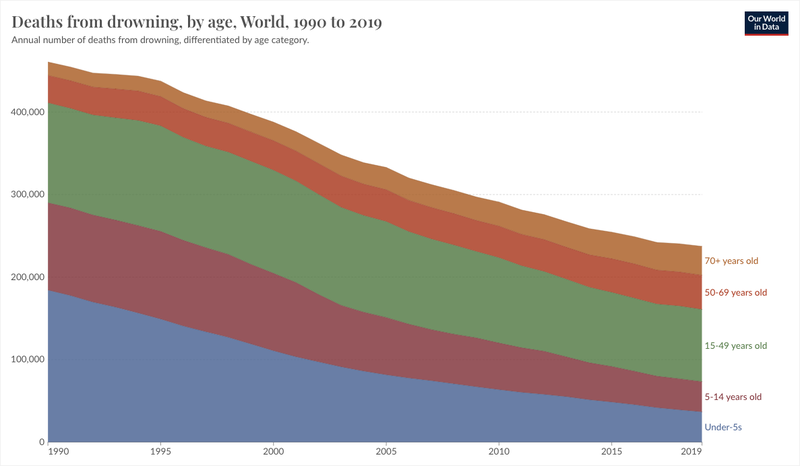 Deaths from drowning, by age, World, 1990 to 2019
Annual number of deaths from drowning, differentiated by age category.
Our World
in Data
400,000
300,000
200,000
100,000
0
70+ years old
50-69 years old
15-49 years old
5-14 years old
Under-5s
1990 1995 2000 2005 2010 2015 2019